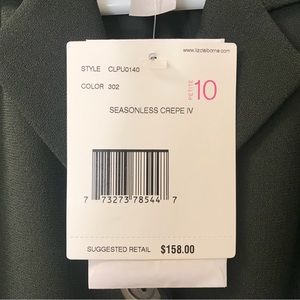 www.lizclaiborne.com
STYLE CLPU0140
COLOR 302
PETITE 10
SEASONLESS CREPE IV
7 73273 78544 7
SUGGESTED RETAIL $158.00